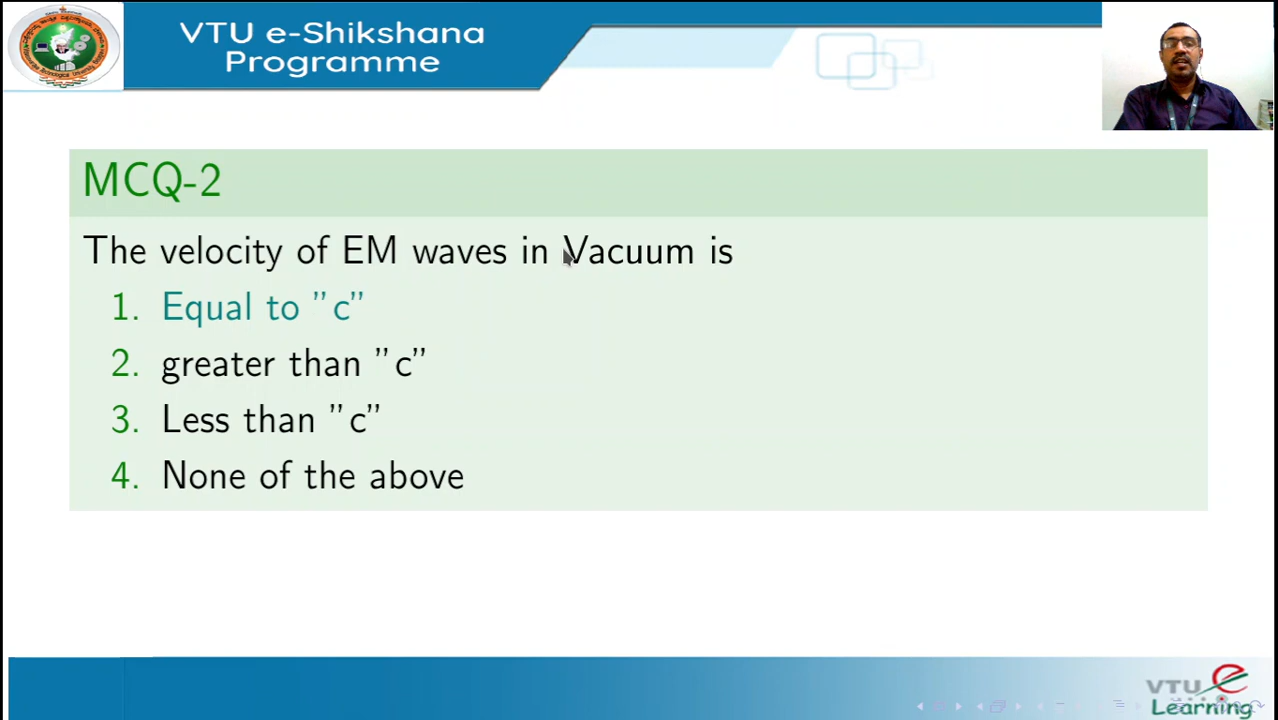 VTU e-Shikshana
Programme
MCQ-2
The velocity of EM waves in Vacuum is
1. Equal to ”c”
2. greater than ”c”
3. Less than ”c”
4. None of the above
VTU e
Learning